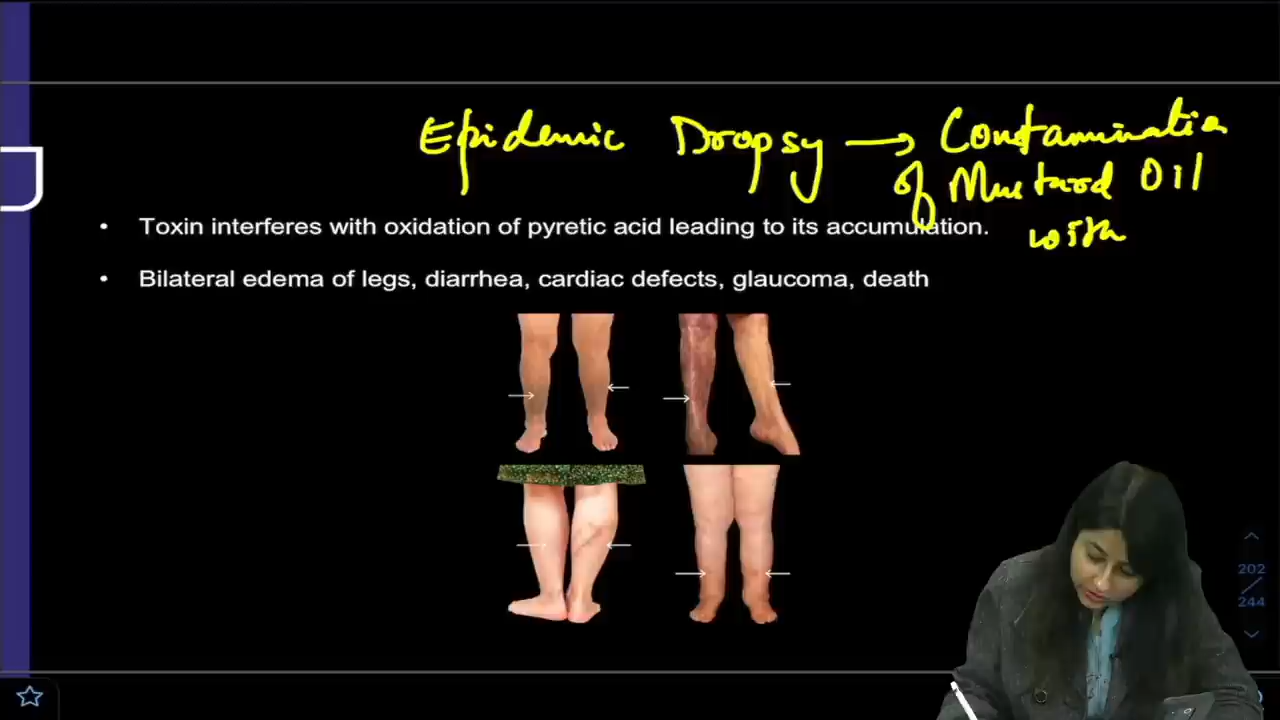 Epidemic Dropsy → Contamination
of Mustard Oil
with
• Toxin interferes with oxidation of pyretic acid leading to its accumulation.
• Bilateral edema of legs, diarrhea, cardiac defects, glaucoma, death
202
244